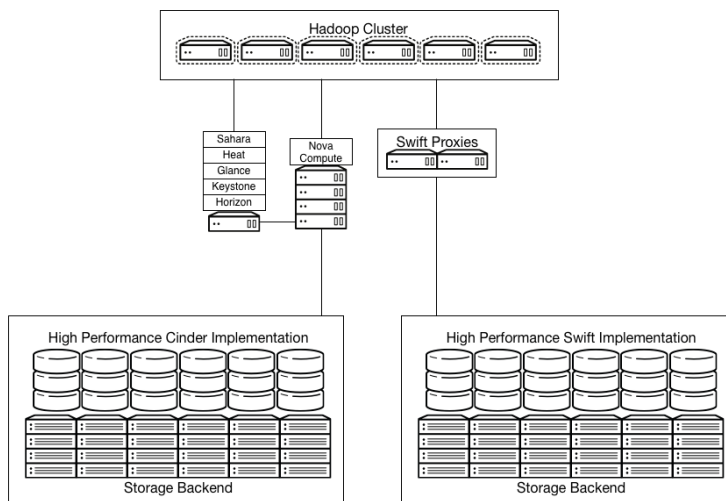 Hadoop Cluster
Sahara
Heat
Glance
Keystone
Horizon
Nova
Compute
Swift Proxies
High Performance Cinder Implementation
Storage Backend
High Performance Swift Implementation
Storage Backend